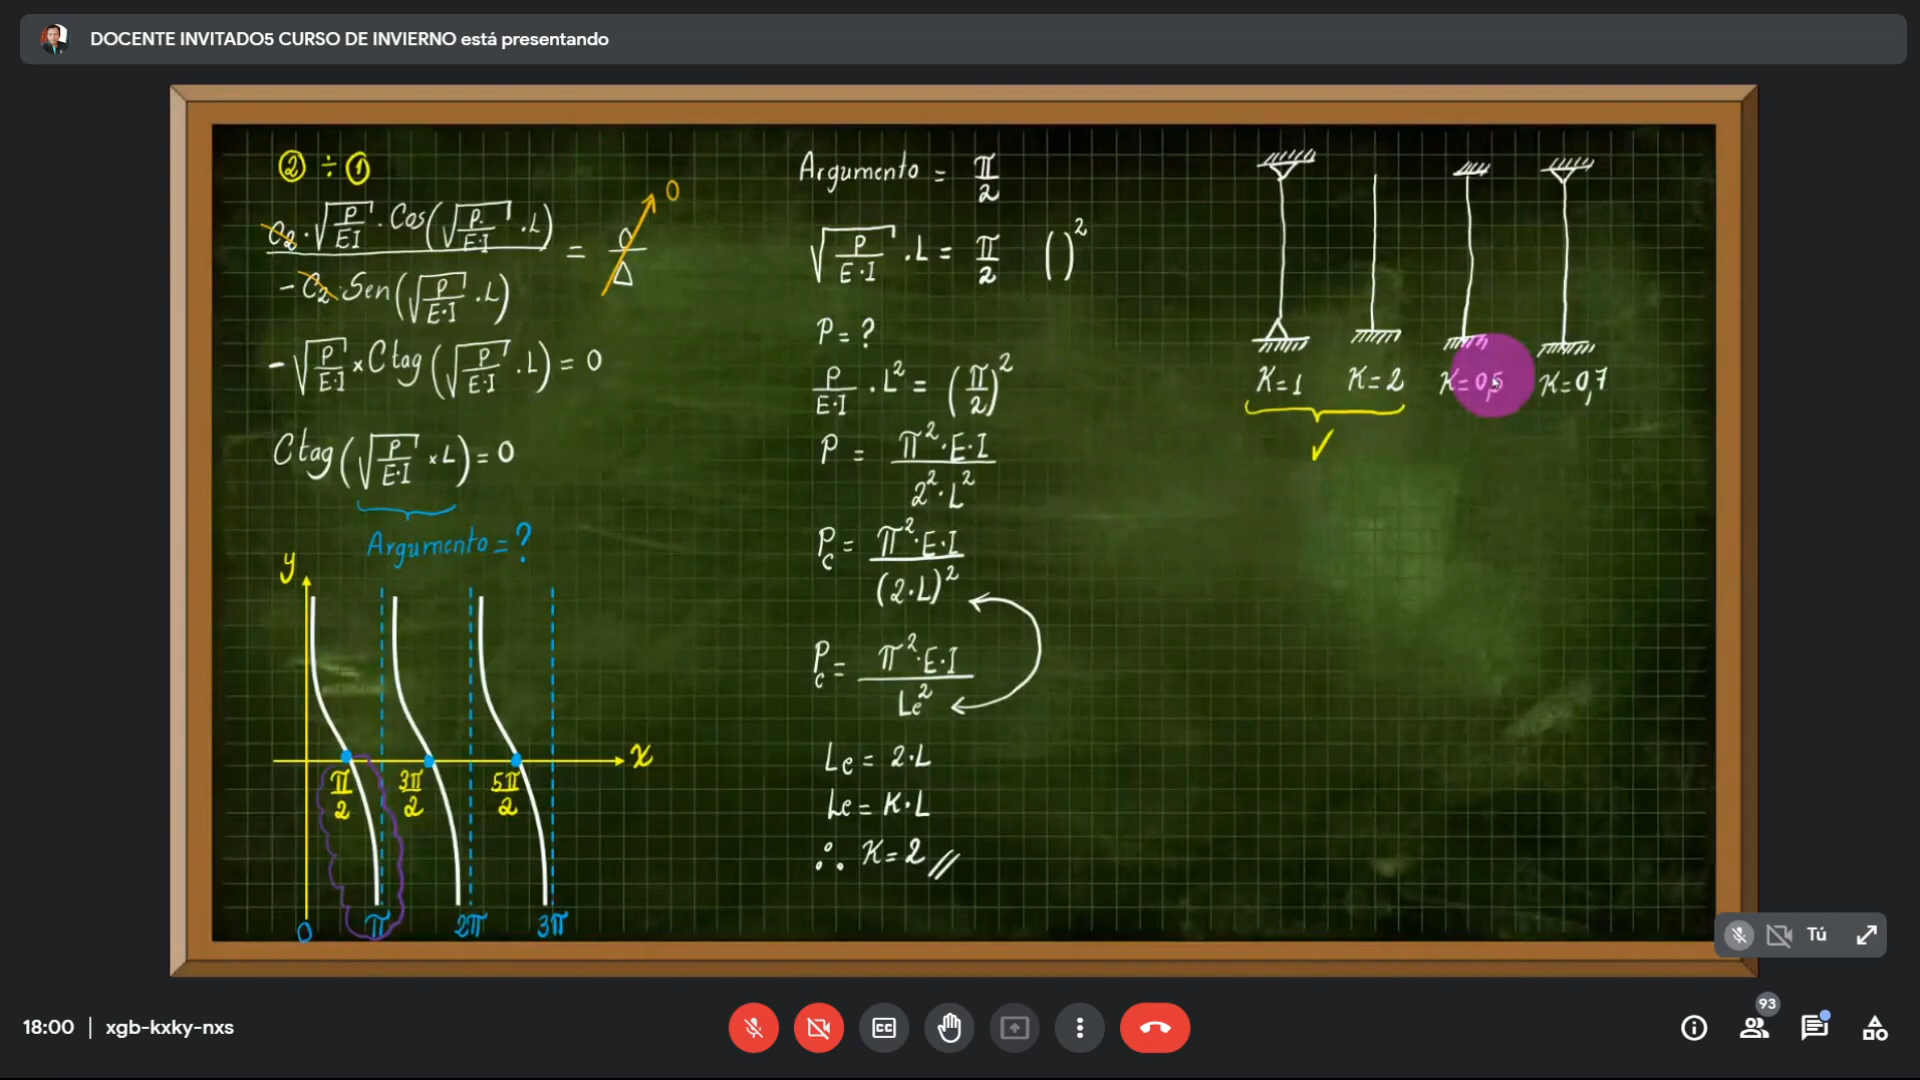 DOCENTE INVITADO5 CURSO DE INVIERNO está presentando
② ÷ ①
C₂·√(P/EI)·Cos(√(P/E·I)·L) / -C₂·Sen(√(P/E·I)·L) = 0/Δ 0
-√(P/E·I) × Ctag(√(P/E·I)·L) = 0
Ctag(√(P/E·I) × L) = 0
Argumento = ?
y
x
π/2 3π/2 5π/2
0 π 2π 3π
Argumento = π/2
√(P/E·I)·L = π/2 ( )²
P = ?
P/E·I · L² = (π/2)²
P = π²·E·I / 2²·L²
Pc = π²·E·I / (2·L)²
Pc = π²·E·I / Le²
Le = 2·L
Le = K·L
∴ K = 2 //
K = 1 K = 2 K = 0,5 K = 0,7
✓
Tú
18:00 | xgb-kxky-nxs
CC
93